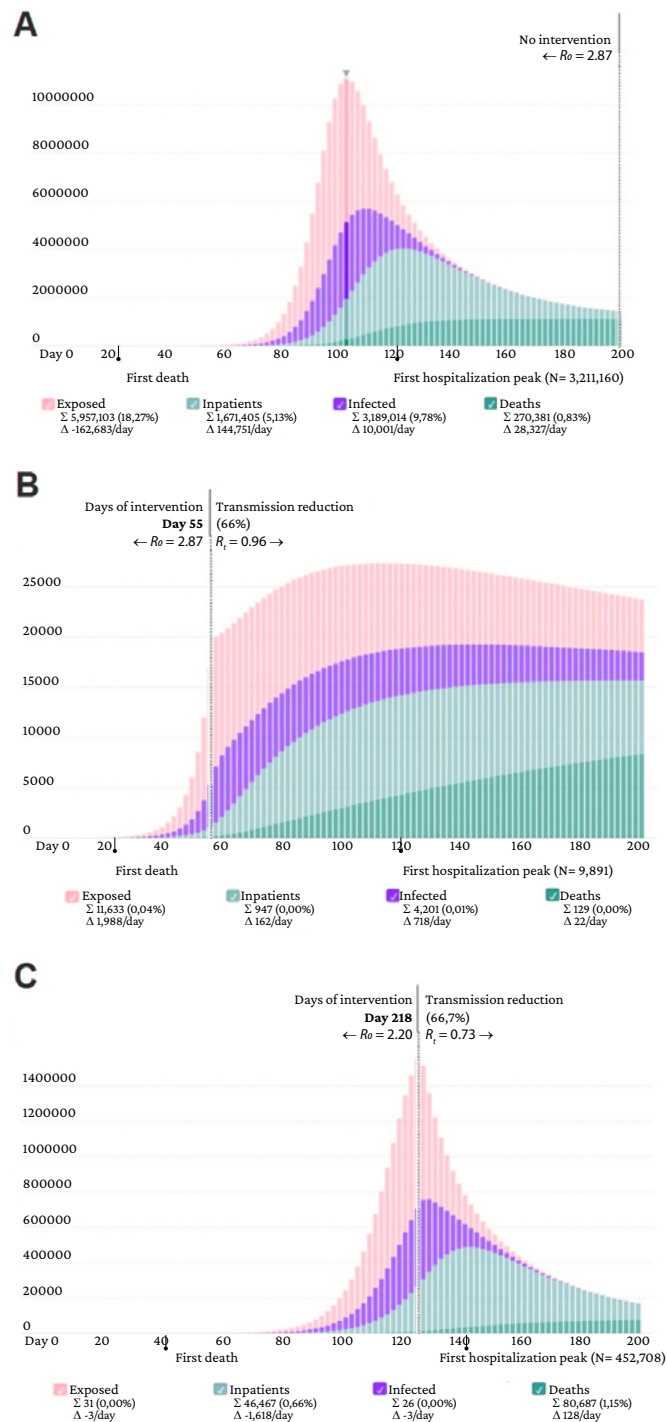 A
No intervention
← R₀ = 2.87
10000000
8000000
6000000
4000000
2000000
0
Day 0 20 40 60 80 100 120 140 160 180 200
First death First hospitalization peak (N= 3,211,160)
Exposed Inpatients Infected Deaths
Σ 5,957,103 (18,27%) Σ 1,671,405 (5,13%) Σ 3,189,014 (9,78%) Σ 270,381 (0,83%)
Δ -162,683/day Δ 144,751/day Δ 10,001/day Δ 28,327/day
B
Days of intervention Transmission reduction
Day 55 (66%)
← R₀ = 2.87 Rt = 0.96 →
25000
20000
15000
10000
5000
0
Day 0 20 40 60 80 100 120 140 160 180 200
First death First hospitalization peak (N= 9,891)
Exposed Inpatients Infected Deaths
Σ 11,633 (0,04%) Σ 947 (0,00%) Σ 4,201 (0,01%) Σ 129 (0,00%)
Δ 1,988/day Δ 162/day Δ 718/day Δ 22/day
C
Days of intervention Transmission reduction
Day 218 (66,7%)
← R₀ = 2.20 Rt = 0.73 →
1400000
1200000
1000000
800000
600000
400000
20000
0
Day 0 20 40 60 80 100 120 140 160 180 200
First death First hospitalization peak (N= 452,708)
Exposed Inpatients Infected Deaths
Σ 31 (0,00%) Σ 46,467 (0,66%) Σ 26 (0,00%) Σ 80,687 (1,15%)
Δ -3/day Δ -1,618/day Δ -3/day Δ 128/day